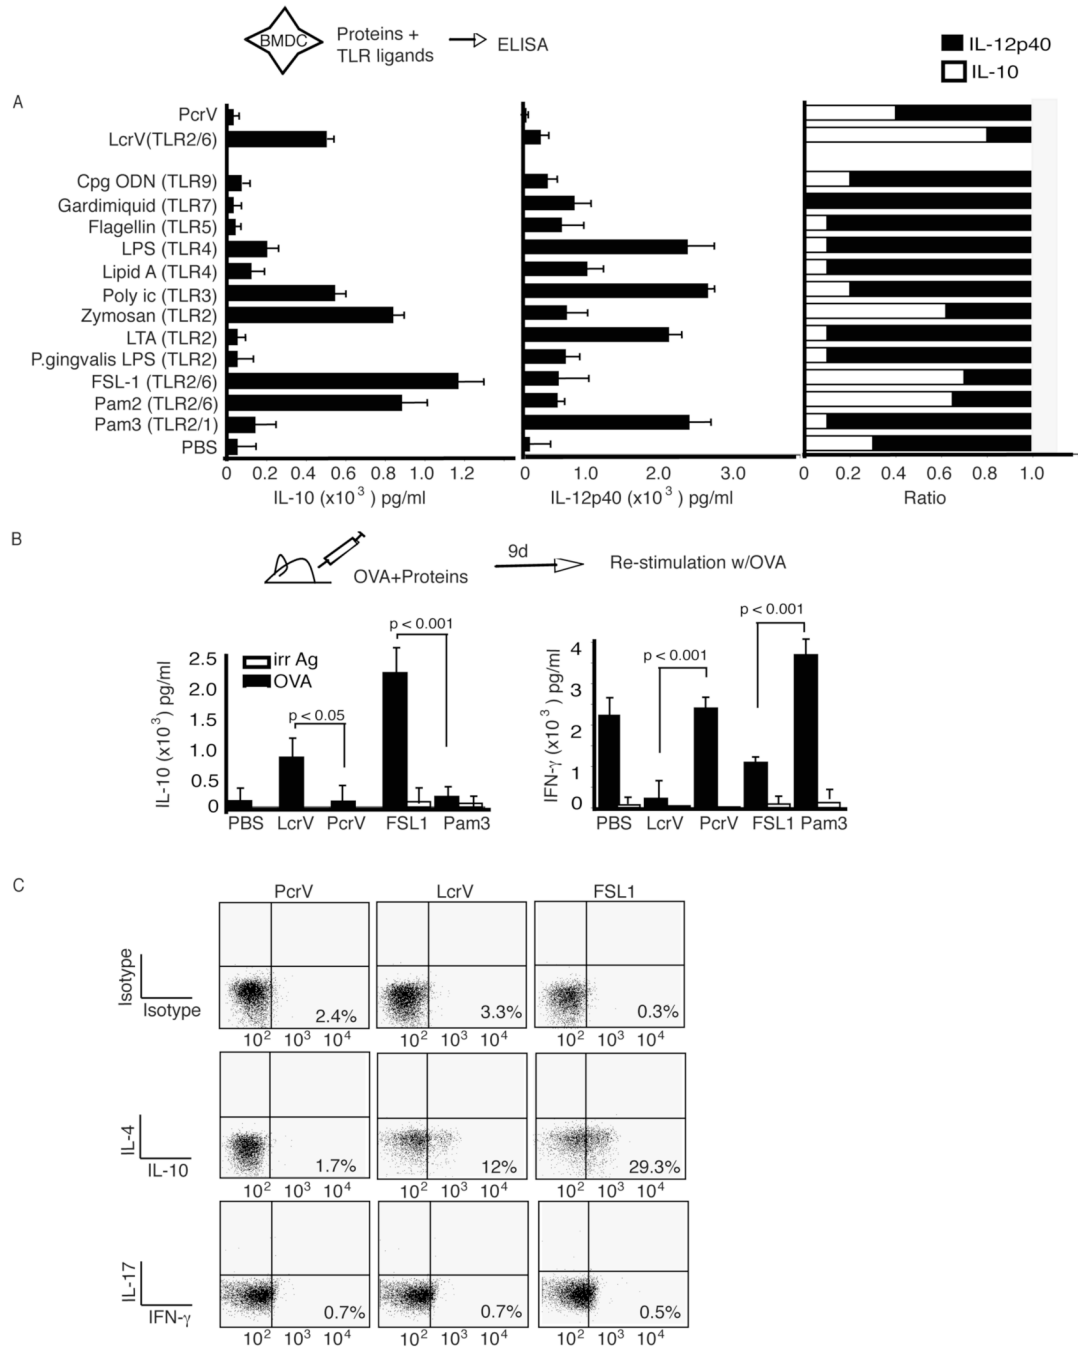 BMDC
Proteins +
TLR ligands
ELISA
IL-12p40
IL-10
A
PcrV
LcrV(TLR2/6)
Cpg ODN (TLR9)
Gardimiquid (TLR7)
Flagellin (TLR5)
LPS (TLR4)
Lipid A (TLR4)
Poly ic (TLR3)
Zymosan (TLR2)
LTA (TLR2)
P.gingvalis LPS (TLR2)
FSL-1 (TLR2/6)
Pam2 (TLR2/6)
Pam3 (TLR2/1)
PBS
0 0.2 0.6 0.8 1.0 1.2
IL-10 (x10³ ) pg/ml
0 1.0 2.0 3.0
IL-12p40 (x10³ ) pg/ml
0 0.2 0.4 0.6 0.8 1.0
Ratio
B
OVA+Proteins
9d
Re-stimulation w/OVA
IL-10 (x10³) pg/ml
2.5
2.0
1.5
1.0
0.5
0
irr Ag
OVA
p < 0.05
p < 0.001
PBS LcrV PcrV FSL1 Pam3
IFN-γ (x10³ ) pg/ml
4
3
2
1
0
p < 0.001
p < 0.001
PBS LcrV PcrV FSL1 Pam3
C
PcrV LcrV FSL1
Isotype
Isotype
2.4% 3.3% 0.3%
10² 10³ 10⁴ 10² 10³ 10⁴ 10² 10³ 10⁴
IL-4
IL-10
1.7% 12% 29.3%
10² 10³ 10⁴ 10² 10³ 10⁴ 10² 10³ 10⁴
IL-17
IFN-γ
0.7% 0.7% 0.5%
10² 10³ 10⁴ 10² 10³ 10⁴ 10² 10³ 10⁴